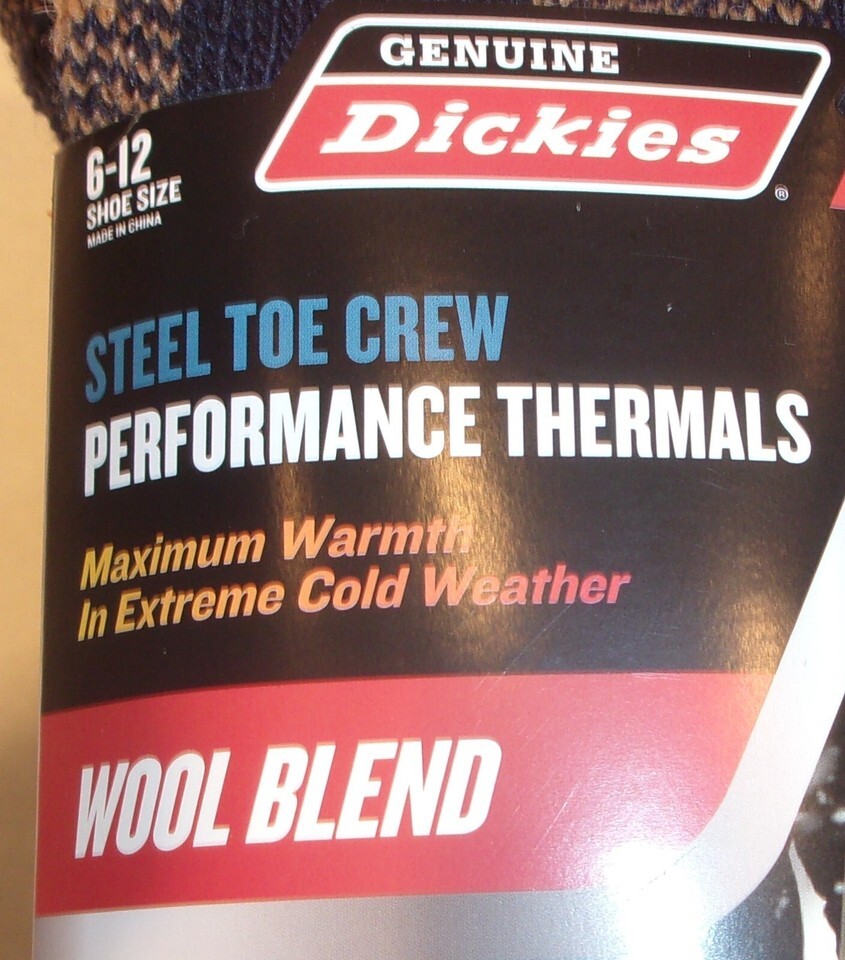 GENUINE
Dickies
®
6-12
SHOE SIZE
MADE IN CHINA
STEEL TOE CREW
PERFORMANCE THERMALS
Maximum Warmth
In Extreme Cold Weather
WOOL BLEND